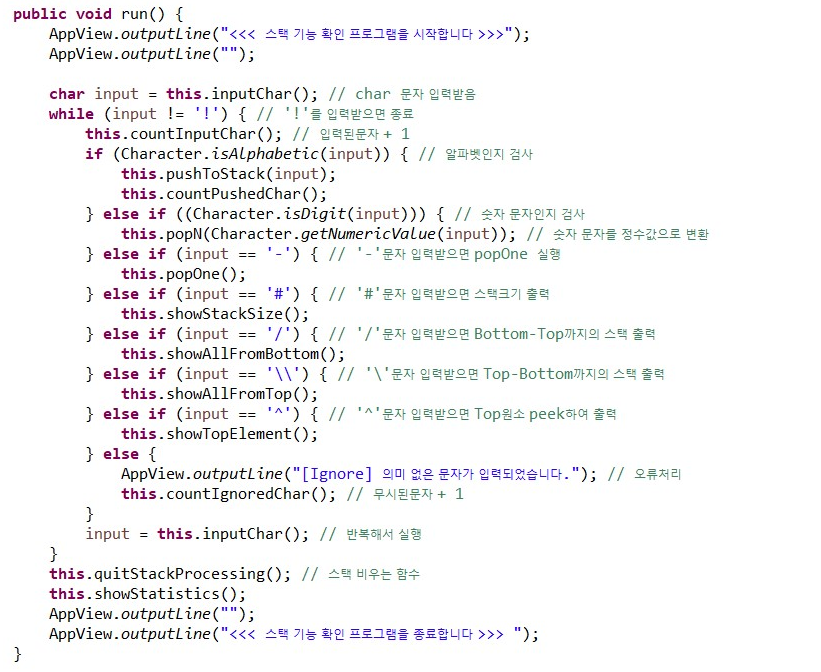 public void run() {
    AppView.outputLine("<<< 스택 기능 확인 프로그램을 시작합니다 >>>");
    AppView.outputLine("");

    char input = this.inputChar(); // char 문자 입력받음
    while (input != '!') { // '!'를 입력받으면 종료
        this.countInputChar(); // 입력된문자 + 1
        if (Character.isAlphabetic(input)) { // 알파벳인지 검사
            this.pushToStack(input);
            this.countPushedChar();
        } else if ((Character.isDigit(input))) { // 숫자 문자인지 검사
            this.popN(Character.getNumericValue(input)); // 숫자 문자를 정수값으로 변환
        } else if (input == '-') { // '-'문자 입력받으면 popOne 실행
            this.popOne();
        } else if (input == '#') { // '#'문자 입력받으면 스택크기 출력
            this.showStackSize();
        } else if (input == '/') { // '/'문자 입력받으면 Bottom-Top까지의 스택 출력
            this.showAllFromBottom();
        } else if (input == '\\') { // '\'문자 입력받으면 Top-Bottom까지의 스택 출력
            this.showAllFromTop();
        } else if (input == '^') { // '^'문자 입력받으면 Top원소 peek하여 출력
            this.showTopElement();
        } else {
            AppView.outputLine("[Ignore] 의미 없은 문자가 입력되었습니다."); // 오류처리
            this.countIgnoredChar(); // 무시된문자 + 1
        }
        input = this.inputChar(); // 반복해서 실행
    }
    this.quitStackProcessing(); // 스택 비우는 함수
    this.showStatistics();
    AppView.outputLine("");
    AppView.outputLine("<<< 스택 기능 확인 프로그램을 종료합니다 >>> ");
}